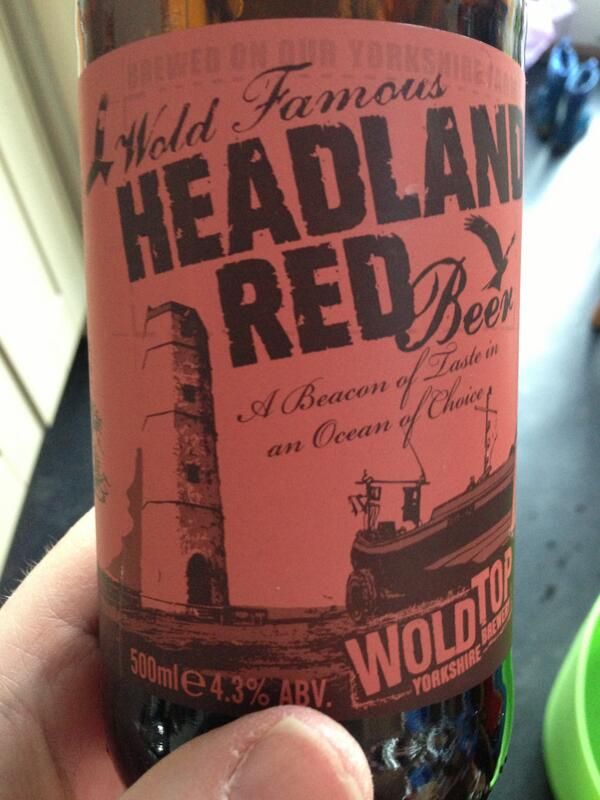 BREWED ON OUR YORKSHIRE FARM
Wold Famous
HEADLAND
RED
Beer
A Beacon of Taste in
an Ocean of Choice
WOLD TOP
YORKSHIRE BREWERY
500ml e 4.3% ABV.